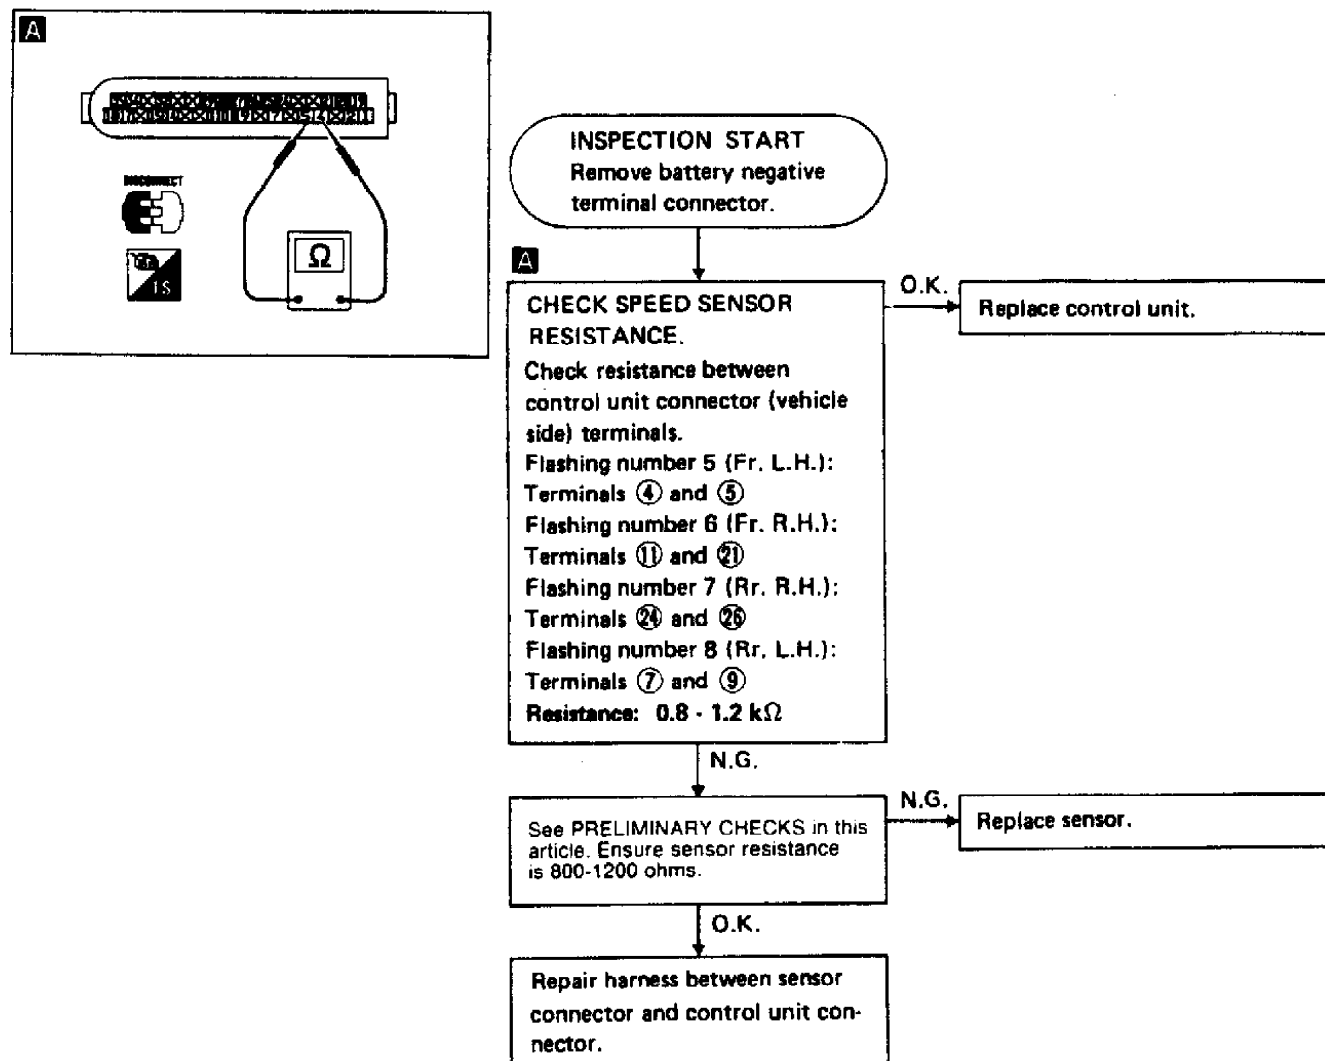 A
DISCONNECT
T.S
Ω
INSPECTION START
Remove battery negative
terminal connector.
A
CHECK SPEED SENSOR
RESISTANCE.
Check resistance between
control unit connector (vehicle
side) terminals.
Flashing number 5 (Fr. L.H.):
Terminals ④ and ⑤
Flashing number 6 (Fr. R.H.):
Terminals ⑪ and ㉑
Flashing number 7 (Rr. R.H.):
Terminals ㉔ and ㉖
Flashing number 8 (Rr. L.H.):
Terminals ⑦ and ⑨
Resistance: 0.8 - 1.2 kΩ
O.K.
Replace control unit.
N.G.
See PRELIMINARY CHECKS in this
article. Ensure sensor resistance
is 800-1200 ohms.
N.G.
Replace sensor.
O.K.
Repair harness between sensor
connector and control unit con-
nector.